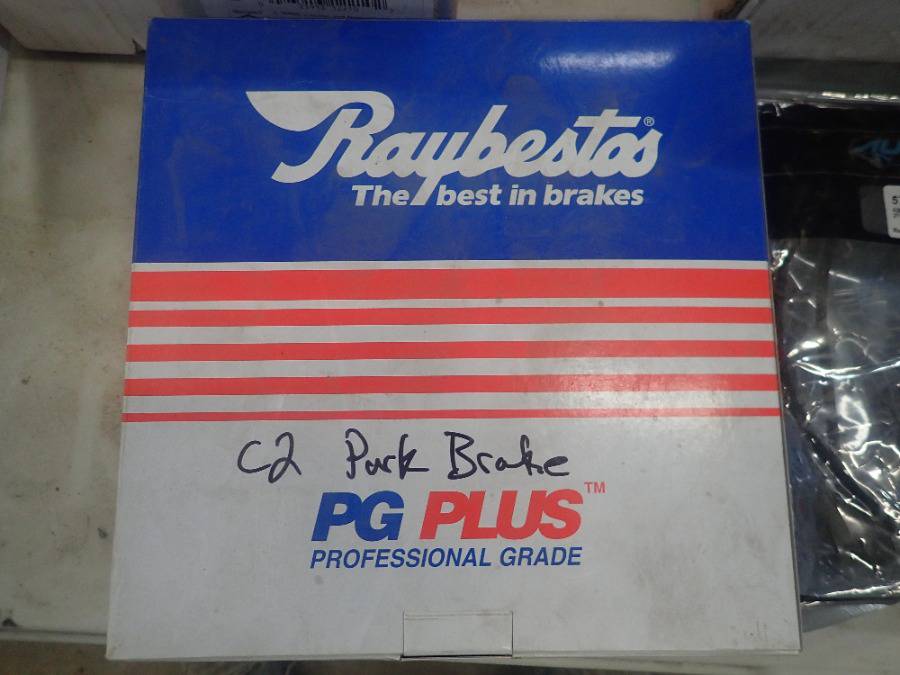 Raybestos®
The best in brakes
C2 Park Brake
PG PLUS™
PROFESSIONAL GRADE